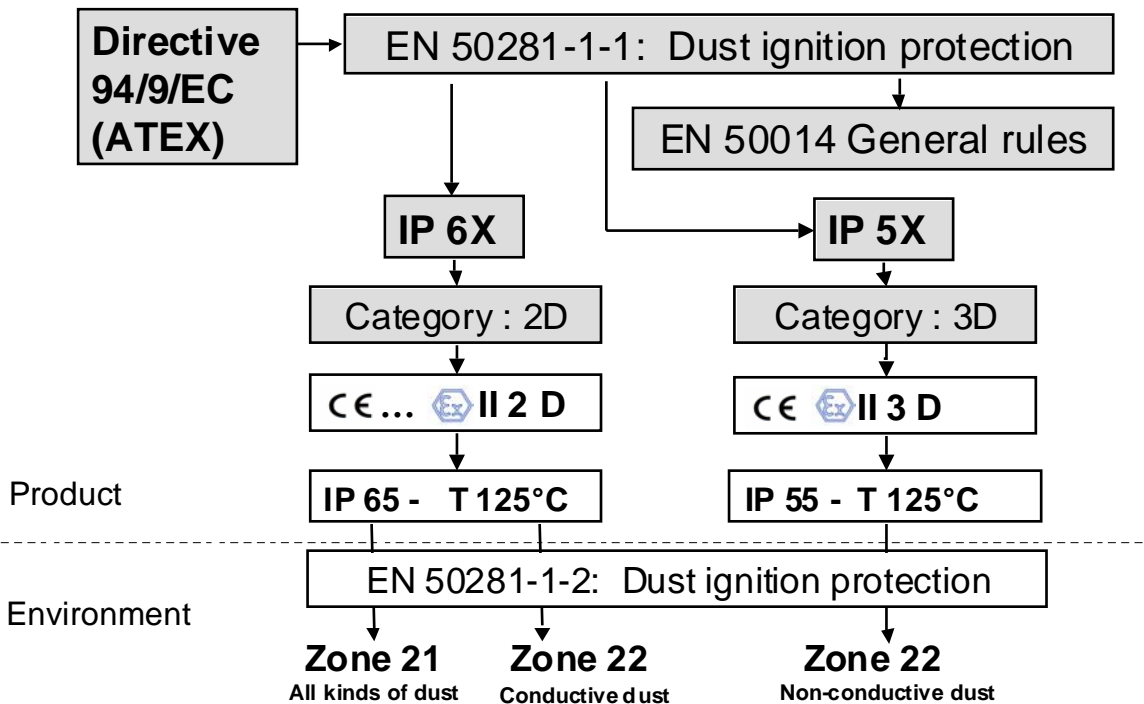 Directive
94/9/EC
(ATEX)
EN 50281-1-1: Dust ignition protection
EN 50014 General rules
IP 6X
IP 5X
Category : 2D
Category : 3D
CE... Ex II 2 D
CE Ex II 3 D
Product
IP 65 - T 125°C
IP 55 - T 125°C
Environment
EN 50281-1-2: Dust ignition protection
Zone 21
All kinds of dust
Zone 22
Conductive dust
Zone 22
Non-conductive dust